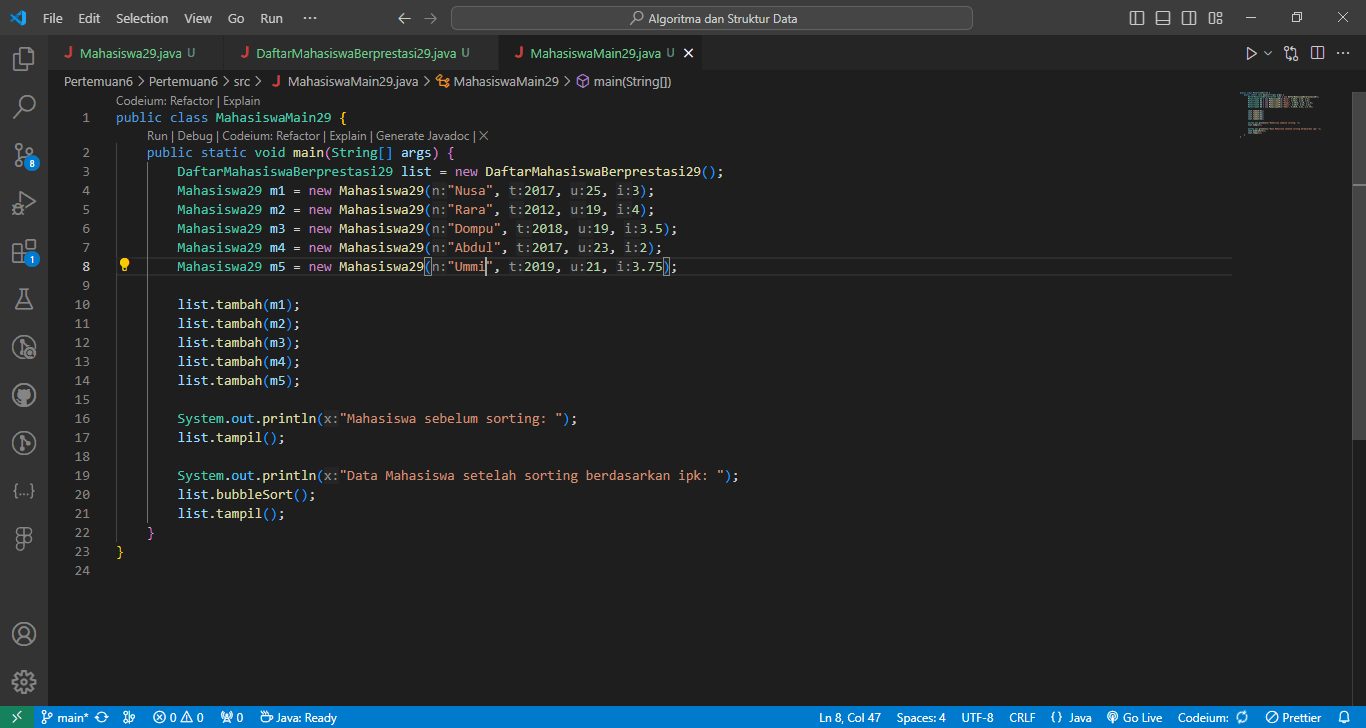 File Edit Selection View Go Run ··· Algoritma dan Struktur Data
Mahasiswa29.java U DaftarMahasiswaBerprestasi29.java U MahasiswaMain29.java U
Pertemuan6 > Pertemuan6 > src > MahasiswaMain29.java > MahasiswaMain29 > main(String[])
Codeium: Refactor | Explain
1 public class MahasiswaMain29 {
Run | Debug | Codeium: Refactor | Explain | Generate Javadoc | X
2 public static void main(String[] args) {
3 DaftarMahasiswaBerprestasi29 list = new DaftarMahasiswaBerprestasi29();
4 Mahasiswa29 m1 = new Mahasiswa29(n:"Nusa", t:2017, u:25, i:3);
5 Mahasiswa29 m2 = new Mahasiswa29(n:"Rara", t:2012, u:19, i:4);
6 Mahasiswa29 m3 = new Mahasiswa29(n:"Dompu", t:2018, u:19, i:3.5);
7 Mahasiswa29 m4 = new Mahasiswa29(n:"Abdul", t:2017, u:23, i:2);
8 Mahasiswa29 m5 = new Mahasiswa29(n:"Ummi", t:2019, u:21, i:3.75);
9
10 list.tambah(m1);
11 list.tambah(m2);
12 list.tambah(m3);
13 list.tambah(m4);
14 list.tambah(m5);
15
16 System.out.println(x:"Mahasiswa sebelum sorting: ");
17 list.tampil();
18
19 System.out.println(x:"Data Mahasiswa setelah sorting berdasarkan ipk: ");
20 list.bubbleSort();
21 list.tampil();
22 }
23 }
24
8
1
main* 0 0 0 Java: Ready Ln 8, Col 47 Spaces: 4 UTF-8 CRLF {} Java Go Live Codeium: Prettier